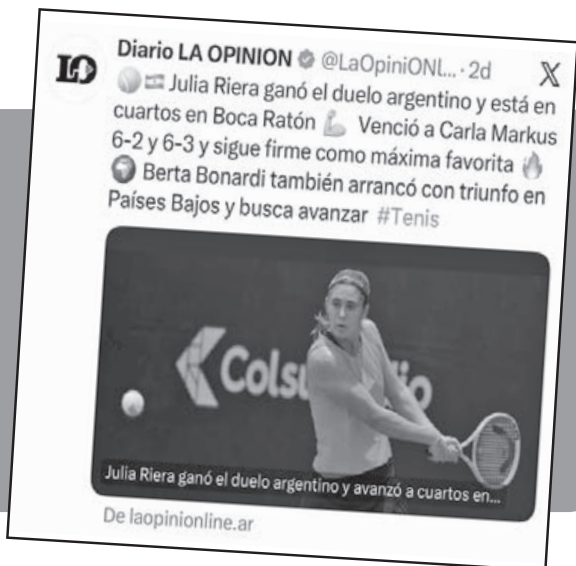 LO
Diario LA OPINION @LaOpiniONl... · 2d
Julia Riera ganó el duelo argentino y está en
cuartos en Boca Ratón 💪 Venció a Carla Markus
6-2 y 6-3 y sigue firme como máxima favorita 🔥
🌍 Berta Bonardi también arrancó con triunfo en
Países Bajos y busca avanzar #Tenis
Julia Riera ganó el duelo argentino y avanzó a cuartos en...
De laopinionline.ar